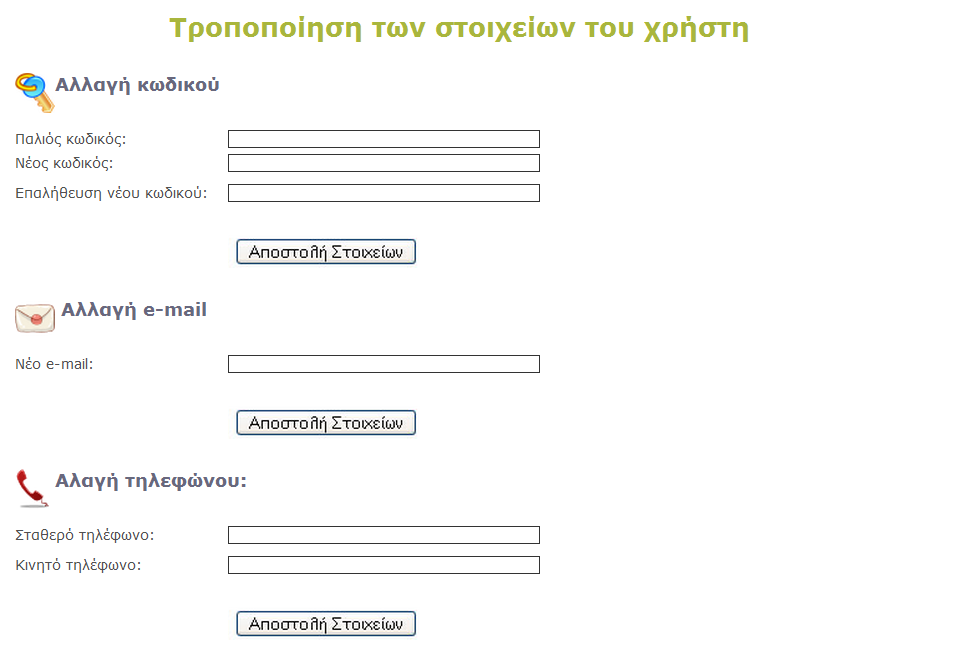 Τροποποίηση των στοιχείων του χρήστη
Αλλαγή κωδικού
Παλιός κωδικός:
Νέος κωδικός:
Επαλήθευση νέου κωδικού:
Αποστολή Στοιχείων
Αλλαγή e-mail
Νέο e-mail:
Αποστολή Στοιχείων
Αλαγή τηλεφώνου:
Σταθερό τηλέφωνο:
Κινητό τηλέφωνο:
Αποστολή Στοιχείων